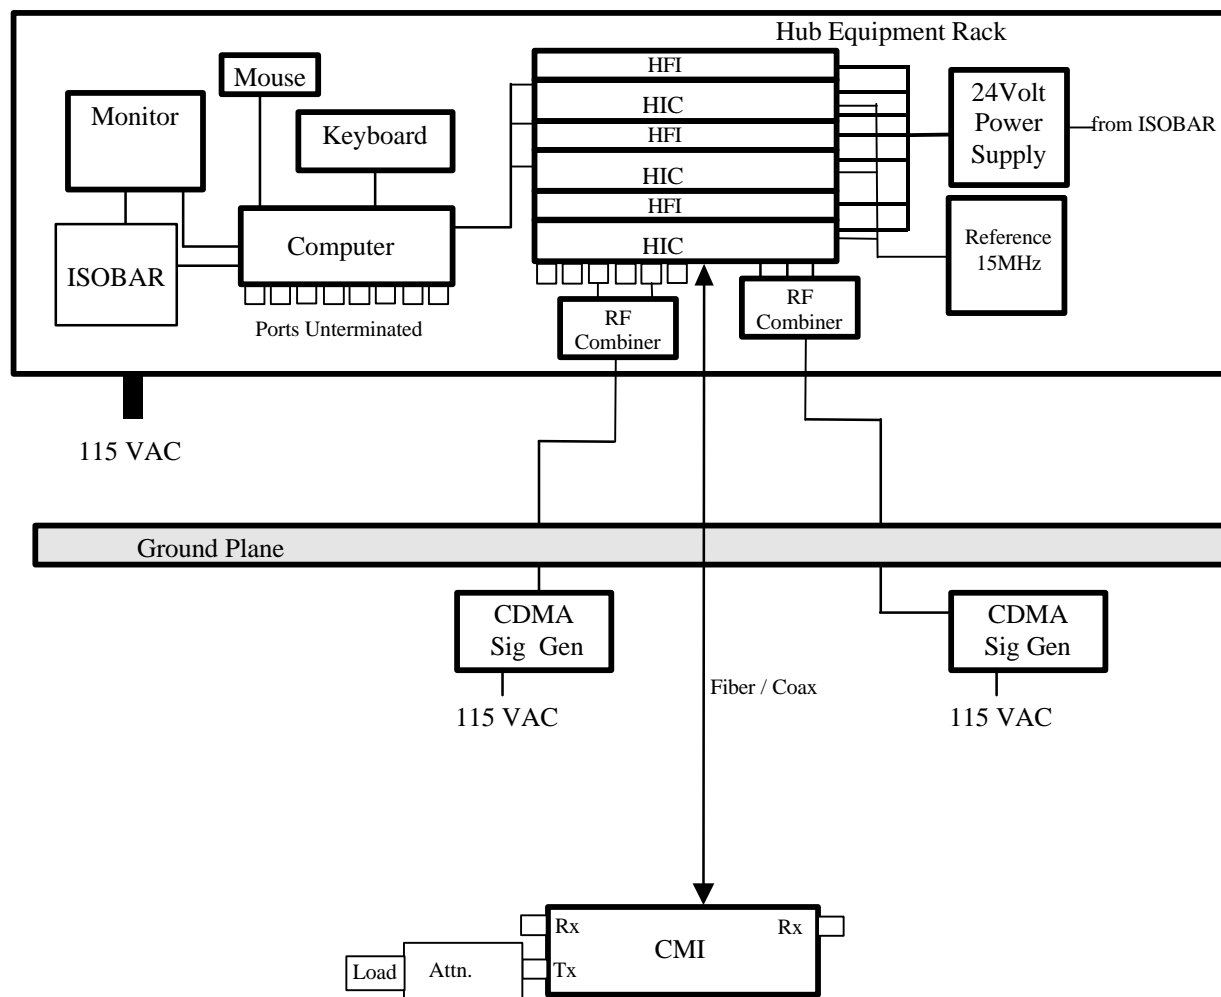 Hub Equipment Rack
Mouse
Monitor
Keyboard
Computer
ISOBAR
Ports Unterminated
HFI
HIC
HFI
HIC
HFI
HIC
RF
Combiner
RF
Combiner
24Volt
Power
Supply
from ISOBAR
Reference
15MHz
115 VAC
Ground Plane
CDMA
Sig Gen
115 VAC
Fiber / Coax
CDMA
Sig Gen
115 VAC
Rx
CMI
Rx
Load
Attn.
Tx